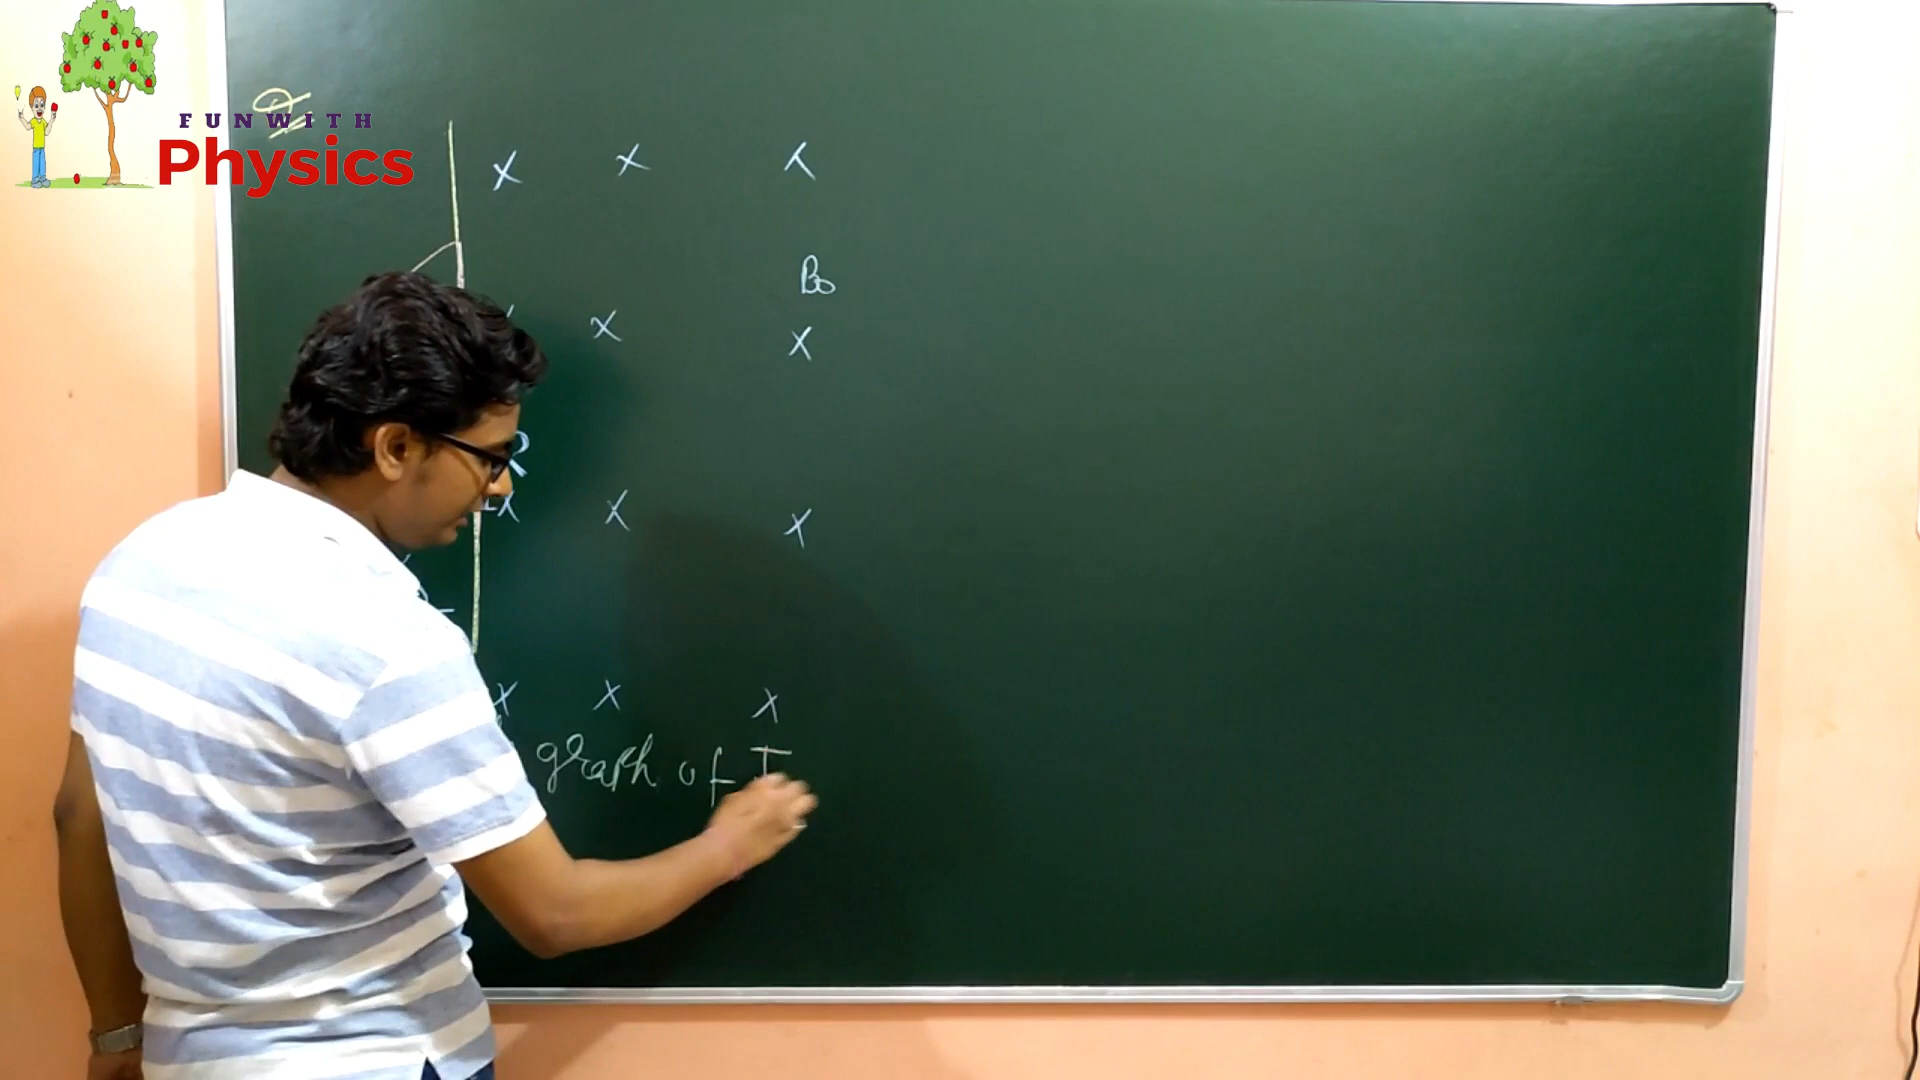 FUN WITH
Physics
Q
X X X
B0
X X
R
X X X
X X X
graph of I